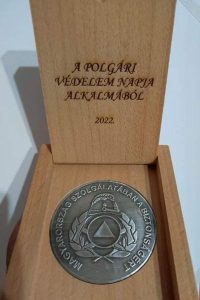 A POLGÁRI
VÉDELEM NAPJA
ALKALMÁBÓL
2022.
MAGYARORSZÁG SZOLGÁLATÁBAN A BIZTONSÁGÉRT